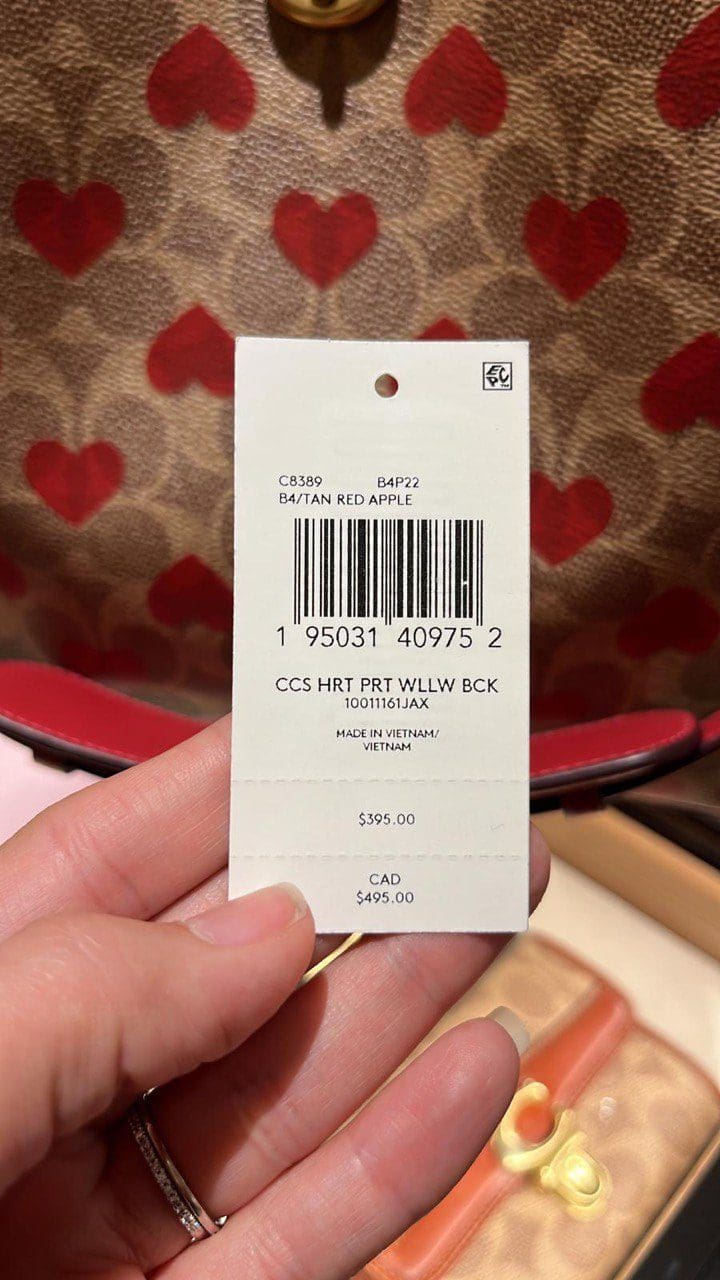 C8389 B4P22
B4/TAN RED APPLE
1 95031 40975 2
CCS HRT PRT WLLW BCK
10011161JAX
MADE IN VIETNAM/
VIETNAM
$395.00
CAD
$495.00